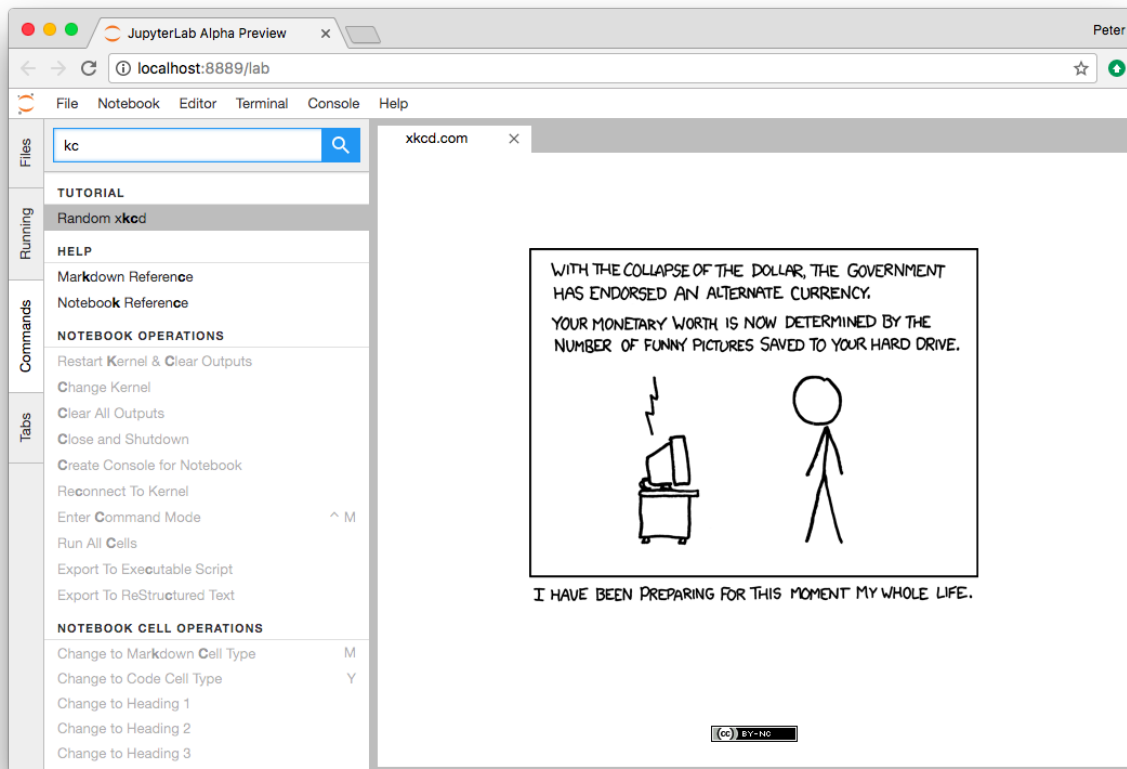 JupyterLab Alpha Preview
Peter
localhost:8889/lab
File Notebook Editor Terminal Console Help
Files
Running
Commands
Tabs
kc
TUTORIAL
Random xkcd
HELP
Markdown Reference
Notebook Reference
NOTEBOOK OPERATIONS
Restart Kernel & Clear Outputs
Change Kernel
Clear All Outputs
Close and Shutdown
Create Console for Notebook
Reconnect To Kernel
Enter Command Mode ^ M
Run All Cells
Export To Executable Script
Export To ReStructured Text
NOTEBOOK CELL OPERATIONS
Change to Markdown Cell Type M
Change to Code Cell Type Y
Change to Heading 1
Change to Heading 2
Change to Heading 3
xkcd.com
WITH THE COLLAPSE OF THE DOLLAR, THE GOVERNMENT
HAS ENDORSED AN ALTERNATE CURRENCY.
YOUR MONETARY WORTH IS NOW DETERMINED BY THE
NUMBER OF FUNNY PICTURES SAVED TO YOUR HARD DRIVE.
I HAVE BEEN PREPARING FOR THIS MOMENT MY WHOLE LIFE.
(cc) BY-NC